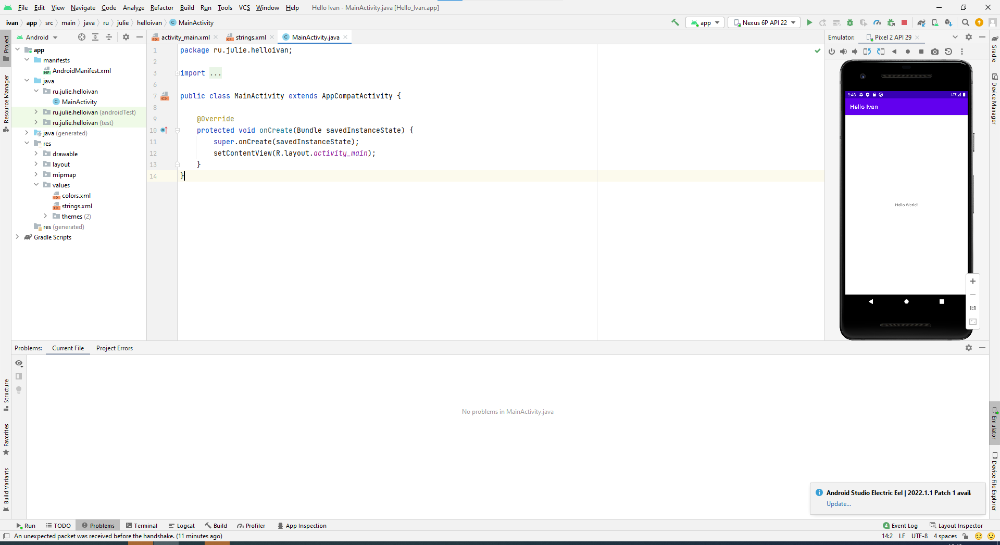 File Edit View Navigate Code Analyze Refactor Build Run Tools VCS Window Help Hello Ivan - MainActivity.java [Hello_Ivan.app]
ivan app src main java ru julie helloivan MainActivity app Nexus 6P API 22
Project
Android
activity_main.xml strings.xml MainActivity.java
Emulator: Pixel 2 API 29
app
manifests
AndroidManifest.xml
java
ru.julie.helloivan
MainActivity
ru.julie.helloivan (androidTest)
ru.julie.helloivan (test)
java (generated)
res
drawable
layout
mipmap
values
colors.xml
strings.xml
themes (2)
res (generated)
Gradle Scripts
Resource Manager
1 package ru.julie.helloivan;
2
3 import ...
6
7 public class MainActivity extends AppCompatActivity {
8
9 @Override
10 protected void onCreate(Bundle savedInstanceState) {
11 super.onCreate(savedInstanceState);
12 setContentView(R.layout.activity_main);
13 }
14 }
9:48 LTE
Hello Ivan
Hello World!
1:1
Gradle
Device Manager
Problems: Current File Project Errors
No problems in MainActivity.java
Structure
Favorites
Build Variants
Emulator
Device File Explorer
Android Studio Electric Eel | 2022.1.1 Patch 1 avail
Update...
Run TODO Problems Terminal Logcat Build Profiler App Inspection 4 Event Log Layout Inspector
An unexpected packet was received before the handshake. (11 minutes ago) 14:2 LF UTF-8 4 spaces